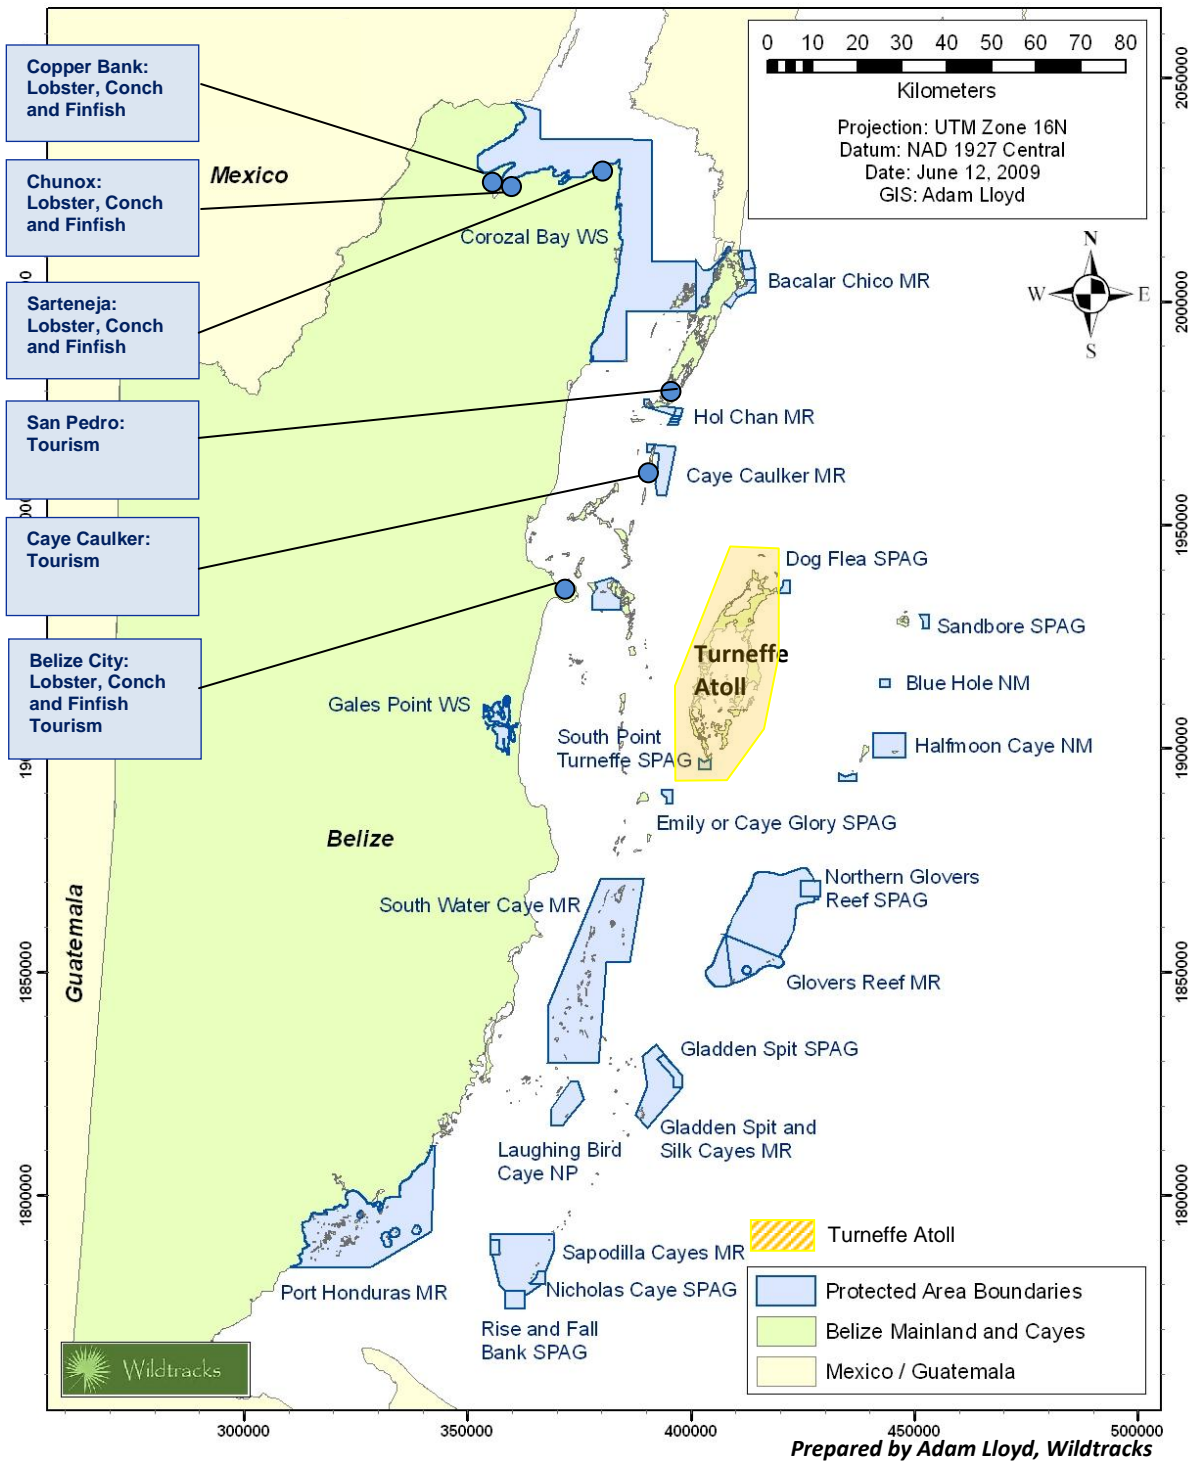 Copper Bank:
Lobster, Conch
and Finfish
Chunox:
Lobster, Conch
and Finfish
Sarteneja:
Lobster, Conch
and Finfish
San Pedro:
Tourism
Caye Caulker:
Tourism
Belize City:
Lobster, Conch
and Finfish
Tourism
0 10 20 30 40 50 60 70 80
Kilometers
Projection: UTM Zone 16N
Datum: NAD 1927 Central
Date: June 12, 2009
GIS: Adam Lloyd
N
W E
S
Mexico
Corozal Bay WS
Bacalar Chico MR
Hol Chan MR
Caye Caulker MR
Dog Flea SPAG
Sandbore SPAG
Turneffe
Atoll
Blue Hole NM
Gales Point WS
South Point
Turneffe SPAG
Halfmoon Caye NM
Emily or Caye Glory SPAG
Belize
Guatemala
Northern Glovers
Reef SPAG
South Water Caye MR
Glovers Reef MR
Gladden Spit SPAG
Gladden Spit and
Silk Cayes MR
Laughing Bird
Caye NP
Sapodilla Cayes MR
Nicholas Caye SPAG
Port Honduras MR
Rise and Fall
Bank SPAG
Turneffe Atoll
Protected Area Boundaries
Belize Mainland and Cayes
Mexico / Guatemala
Wildtracks
2050000
2000000
1950000
1900000
1850000
1800000
1850000
1800000
300000 350000 400000 450000 500000
Prepared by Adam Lloyd, Wildtracks